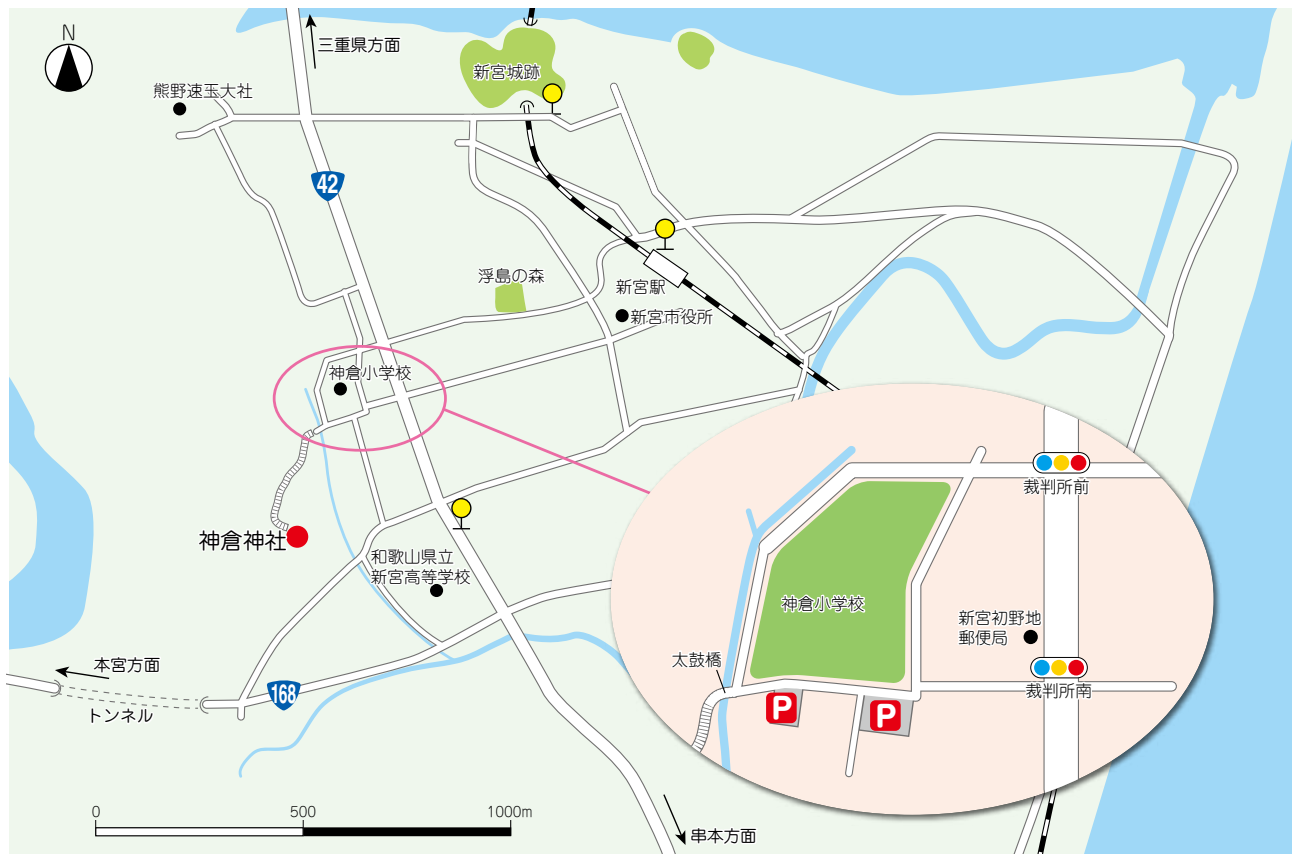 N
三重県方面
新宮城跡
熊野速玉大社
42
浮島の森
新宮駅
新宮市役所
神倉小学校
神倉神社
和歌山県立
新宮高等学校
本宮方面
トンネル
168
0 500 1000m
串本方面
裁判所前
神倉小学校
新宮初野地
郵便局
太鼓橋
裁判所南
P
P